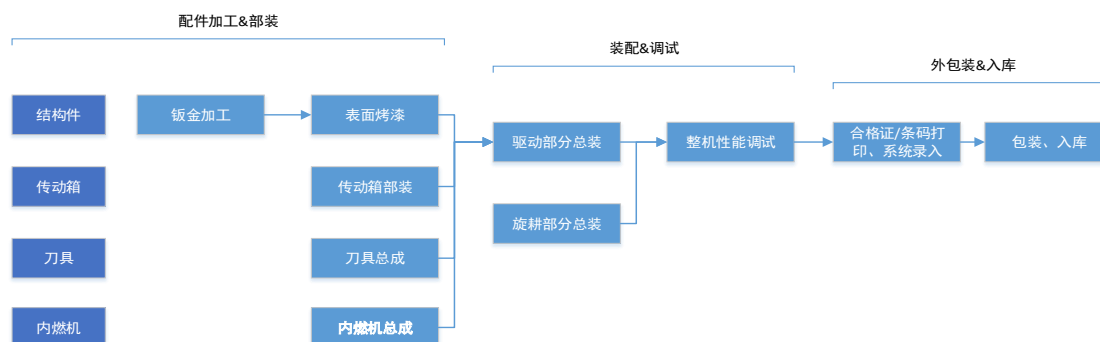 配件加工&部装
装配&调试
外包装&入库
结构件
钣金加工
表面烤漆
驱动部分总装
整机性能调试
合格证/条码打
印、系统录入
包装、入库
传动箱
传动箱部装
旋耕部分总装
刀具
刀具总成
内燃机
内燃机总成